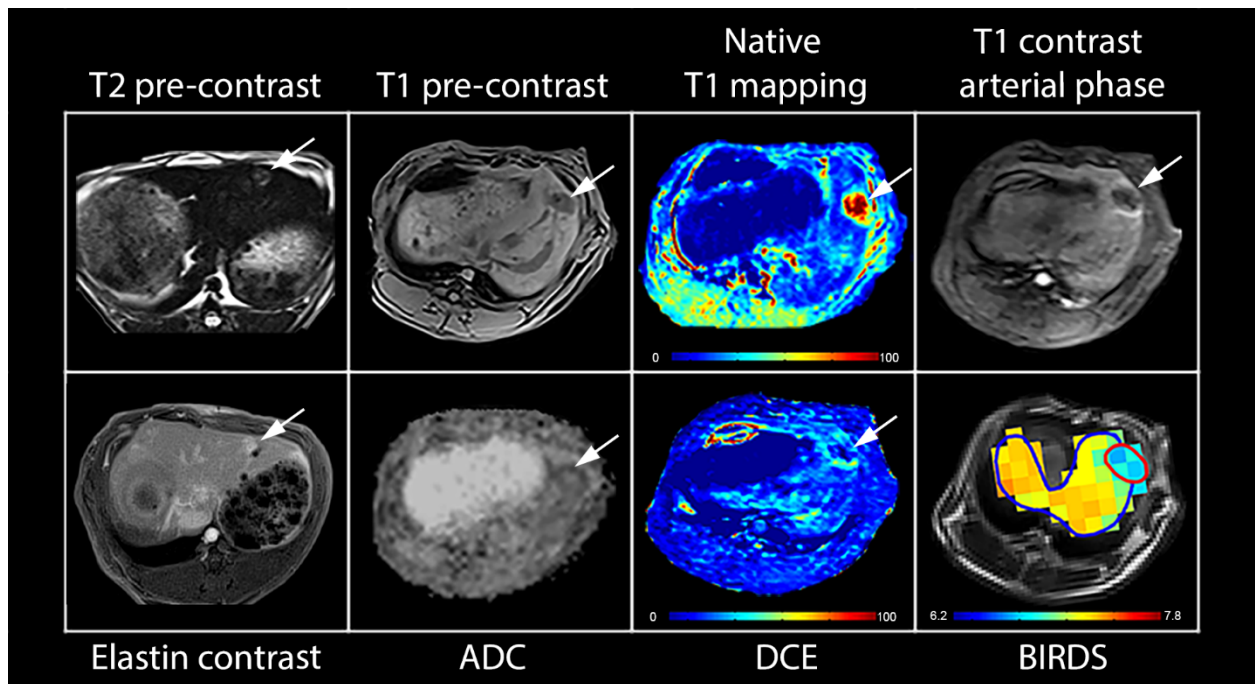 T2 pre-contrast
T1 pre-contrast
Native
T1 mapping
T1 contrast
arterial phase
0
100
0
100
6.2
7.8
Elastin contrast
ADC
DCE
BIRDS